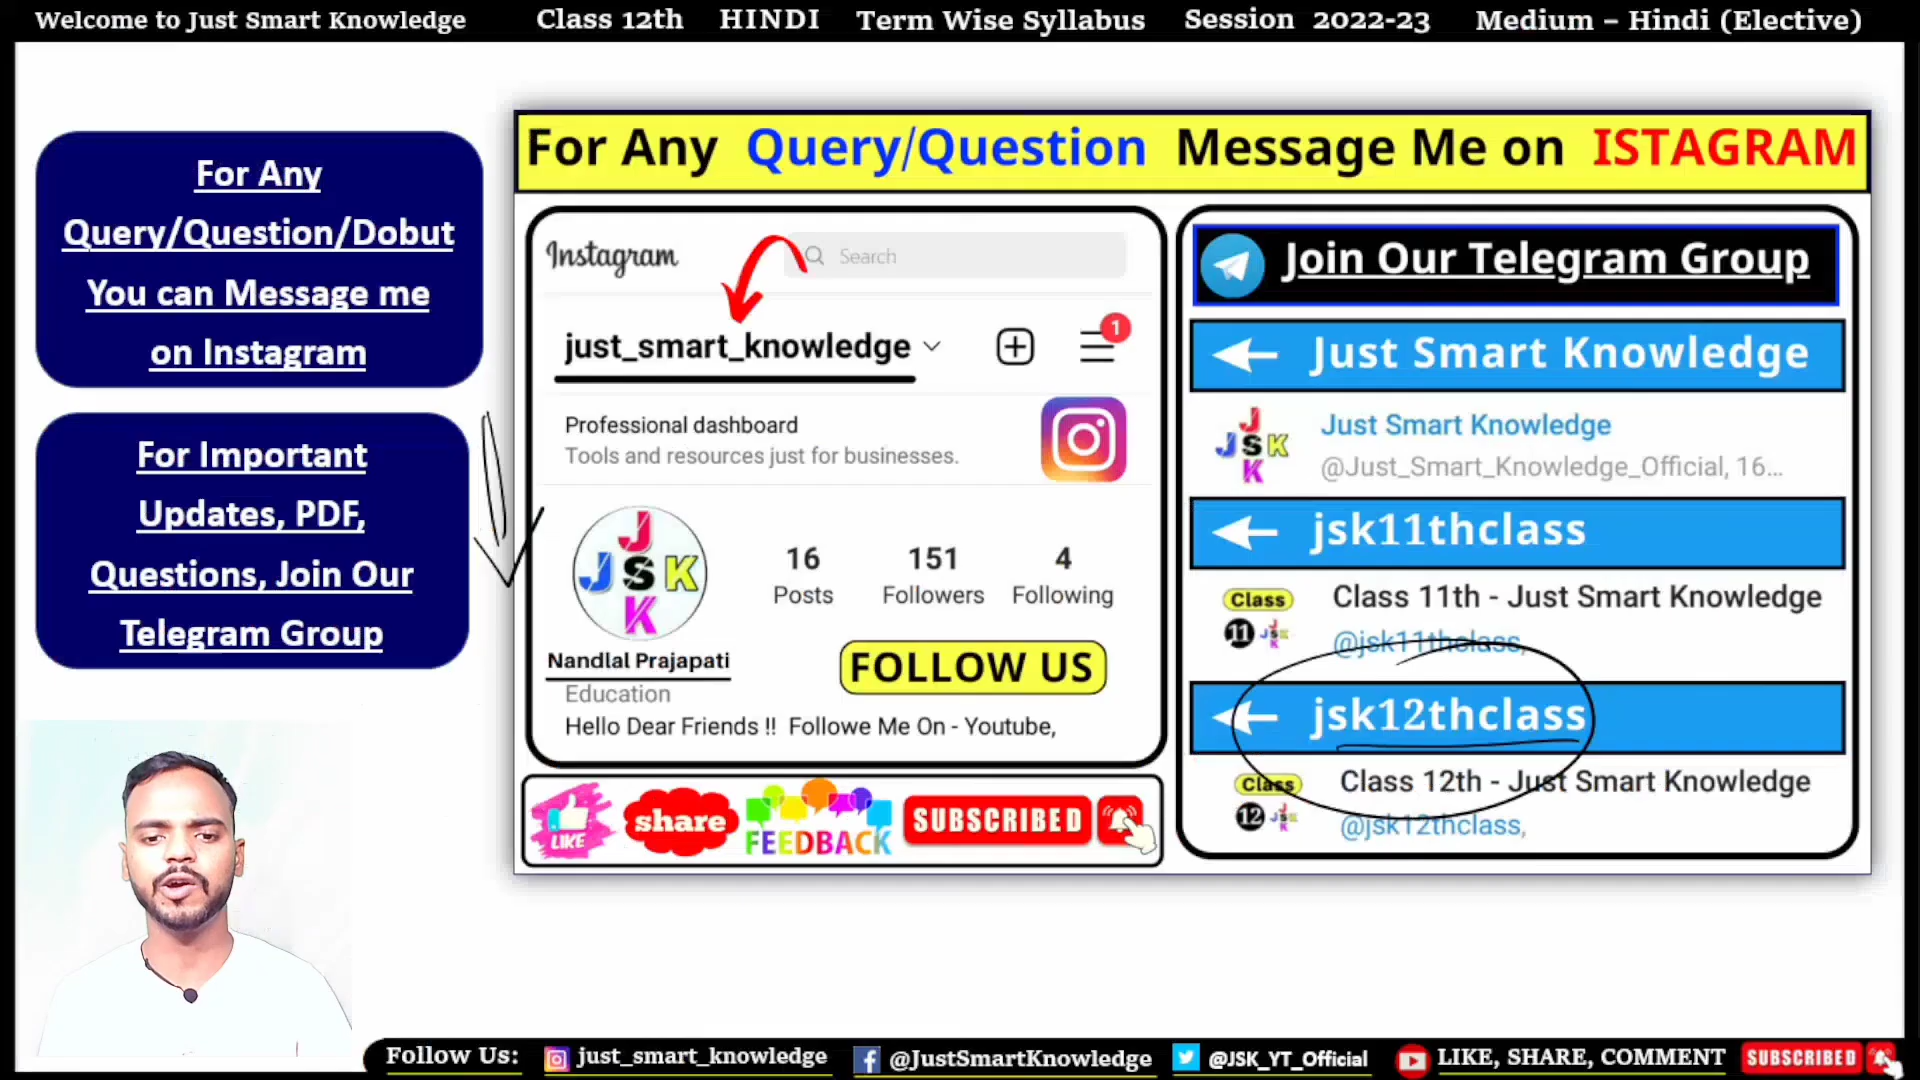 Welcome to Just Smart Knowledge Class 12th HINDI Term Wise Syllabus Session 2022-23 Medium – Hindi (Elective)
For Any
Query/Question/Dobut
You can Message me
on Instagram
For Important
Updates, PDF,
Questions, Join Our
Telegram Group
For Any Query/Question Message Me on ISTAGRAM
Instagram
Search
just_smart_knowledge
1
Professional dashboard
Tools and resources just for businesses.
J
J S K
K
16
Posts
151
Followers
4
Following
Nandlal Prajapati
Education
FOLLOW US
Hello Dear Friends !! Followe Me On - Youtube,
LIKE
share
FEEDBACK
SUBSCRIBED
Join Our Telegram Group
Just Smart Knowledge
J
J S K
K
Just Smart Knowledge
@Just_Smart_Knowledge_Official, 16...
jsk11thclass
Class
11
JSK
Class 11th - Just Smart Knowledge
@jsk11thclass,
jsk12thclass
Class
12
JSK
Class 12th - Just Smart Knowledge
@jsk12thclass,
Follow Us: just_smart_knowledge @JustSmartKnowledge @JSK_YT_Official LIKE, SHARE, COMMENT SUBSCRIBED